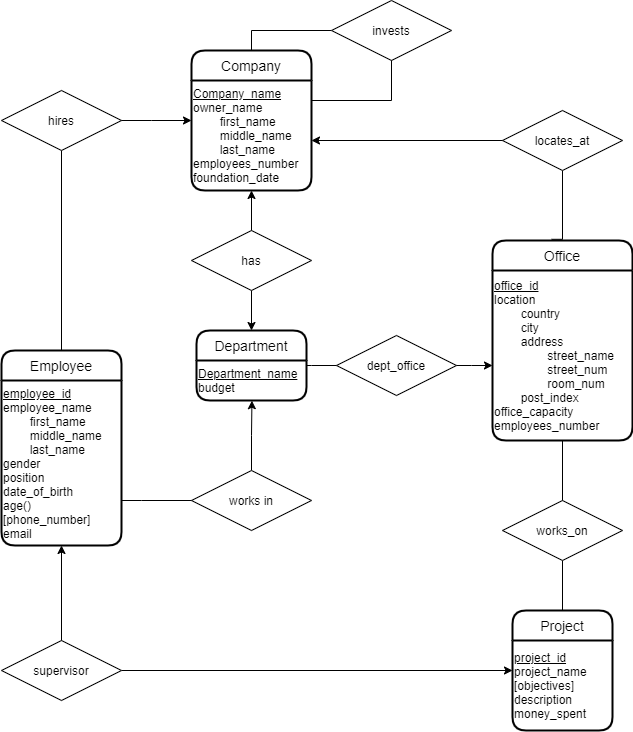 invests
Company
Company_name
owner_name
first_name
middle_name
last_name
employees_number
foundation_date
hires
locates_at
has
Office
office_id
location
country
city
address
street_name
street_num
room_num
post_index
office_capacity
employees_number
Department
Department_name
budget
dept_office
Employee
employee_id
employee_name
first_name
middle_name
last_name
gender
position
date_of_birth
age()
[phone_number]
email
works in
works_on
supervisor
Project
project_id
project_name
[objectives]
description
money_spent